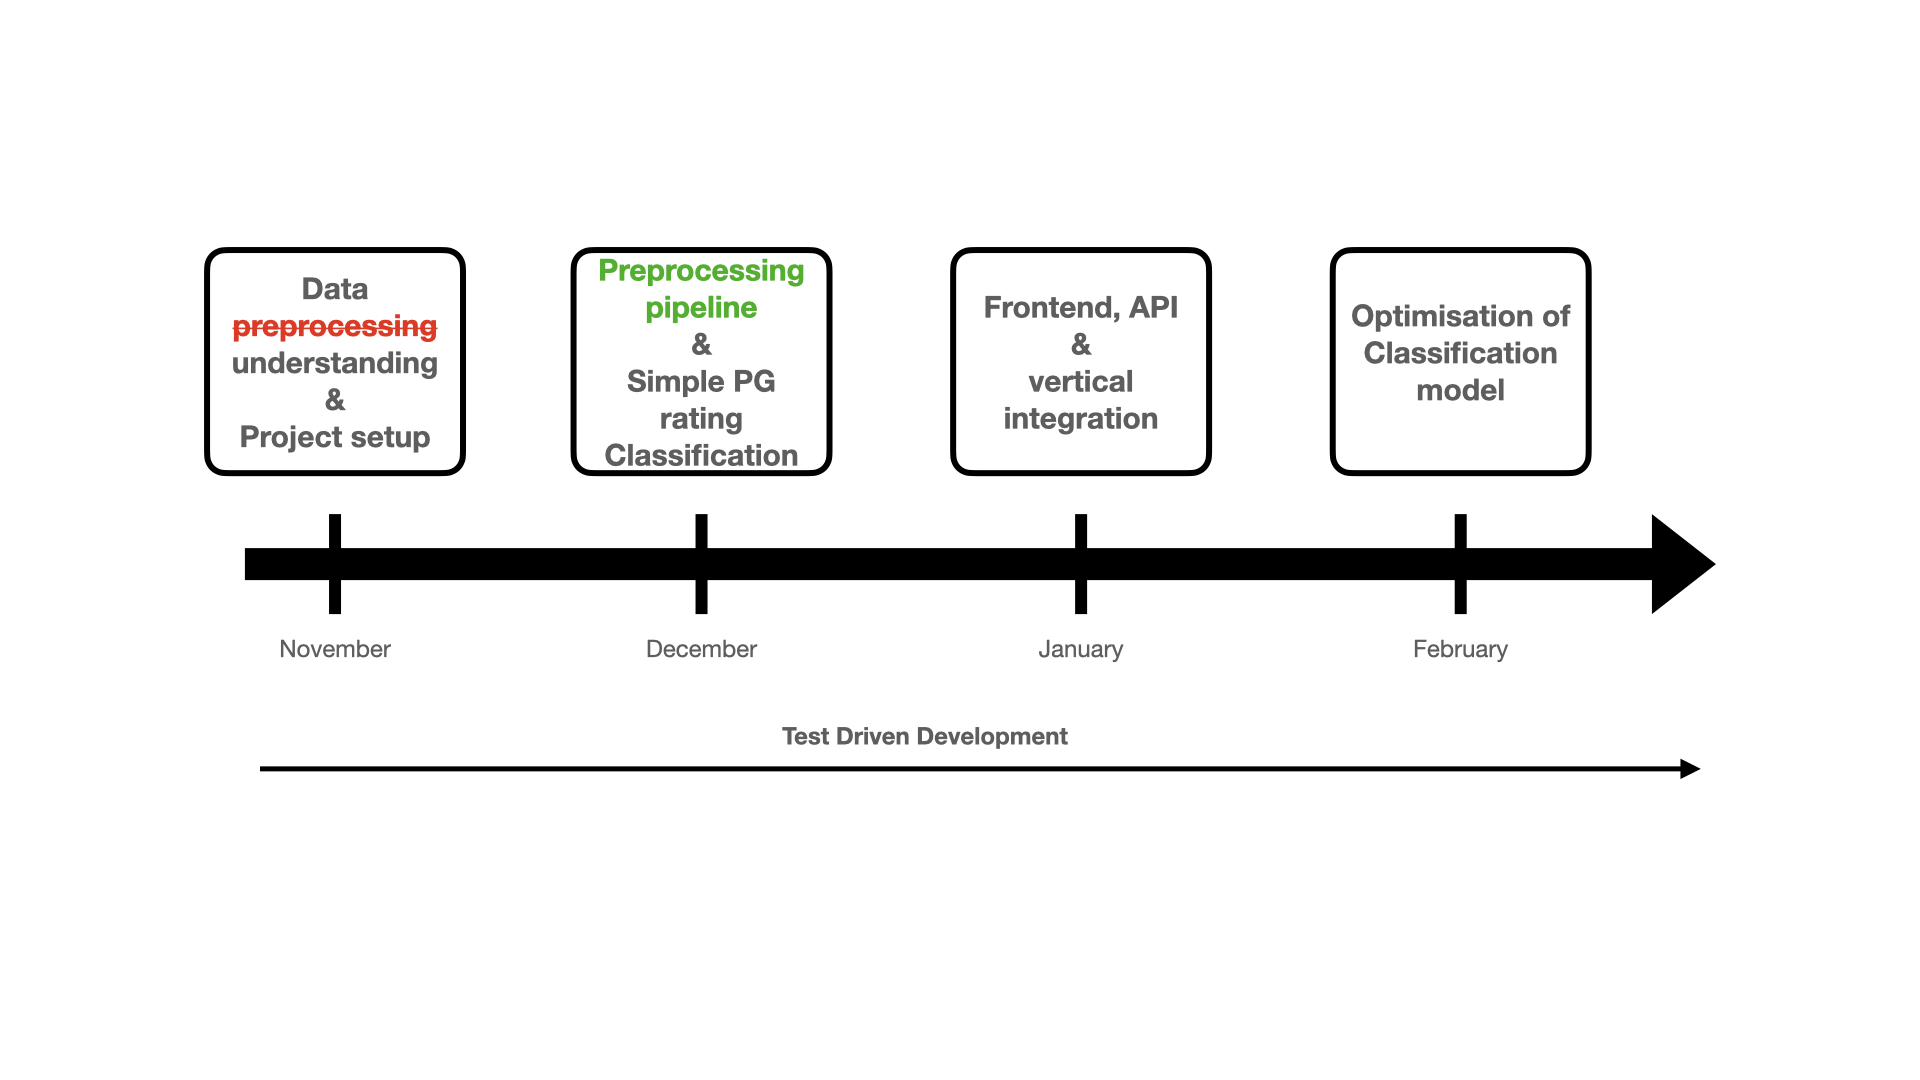 Data
preprocessing
understanding
&
Project setup
Preprocessing
pipeline
&
Simple PG
rating
Classification
Frontend, API
&
vertical
integration
Optimisation of
Classification
model
November
December
January
February
Test Driven Development